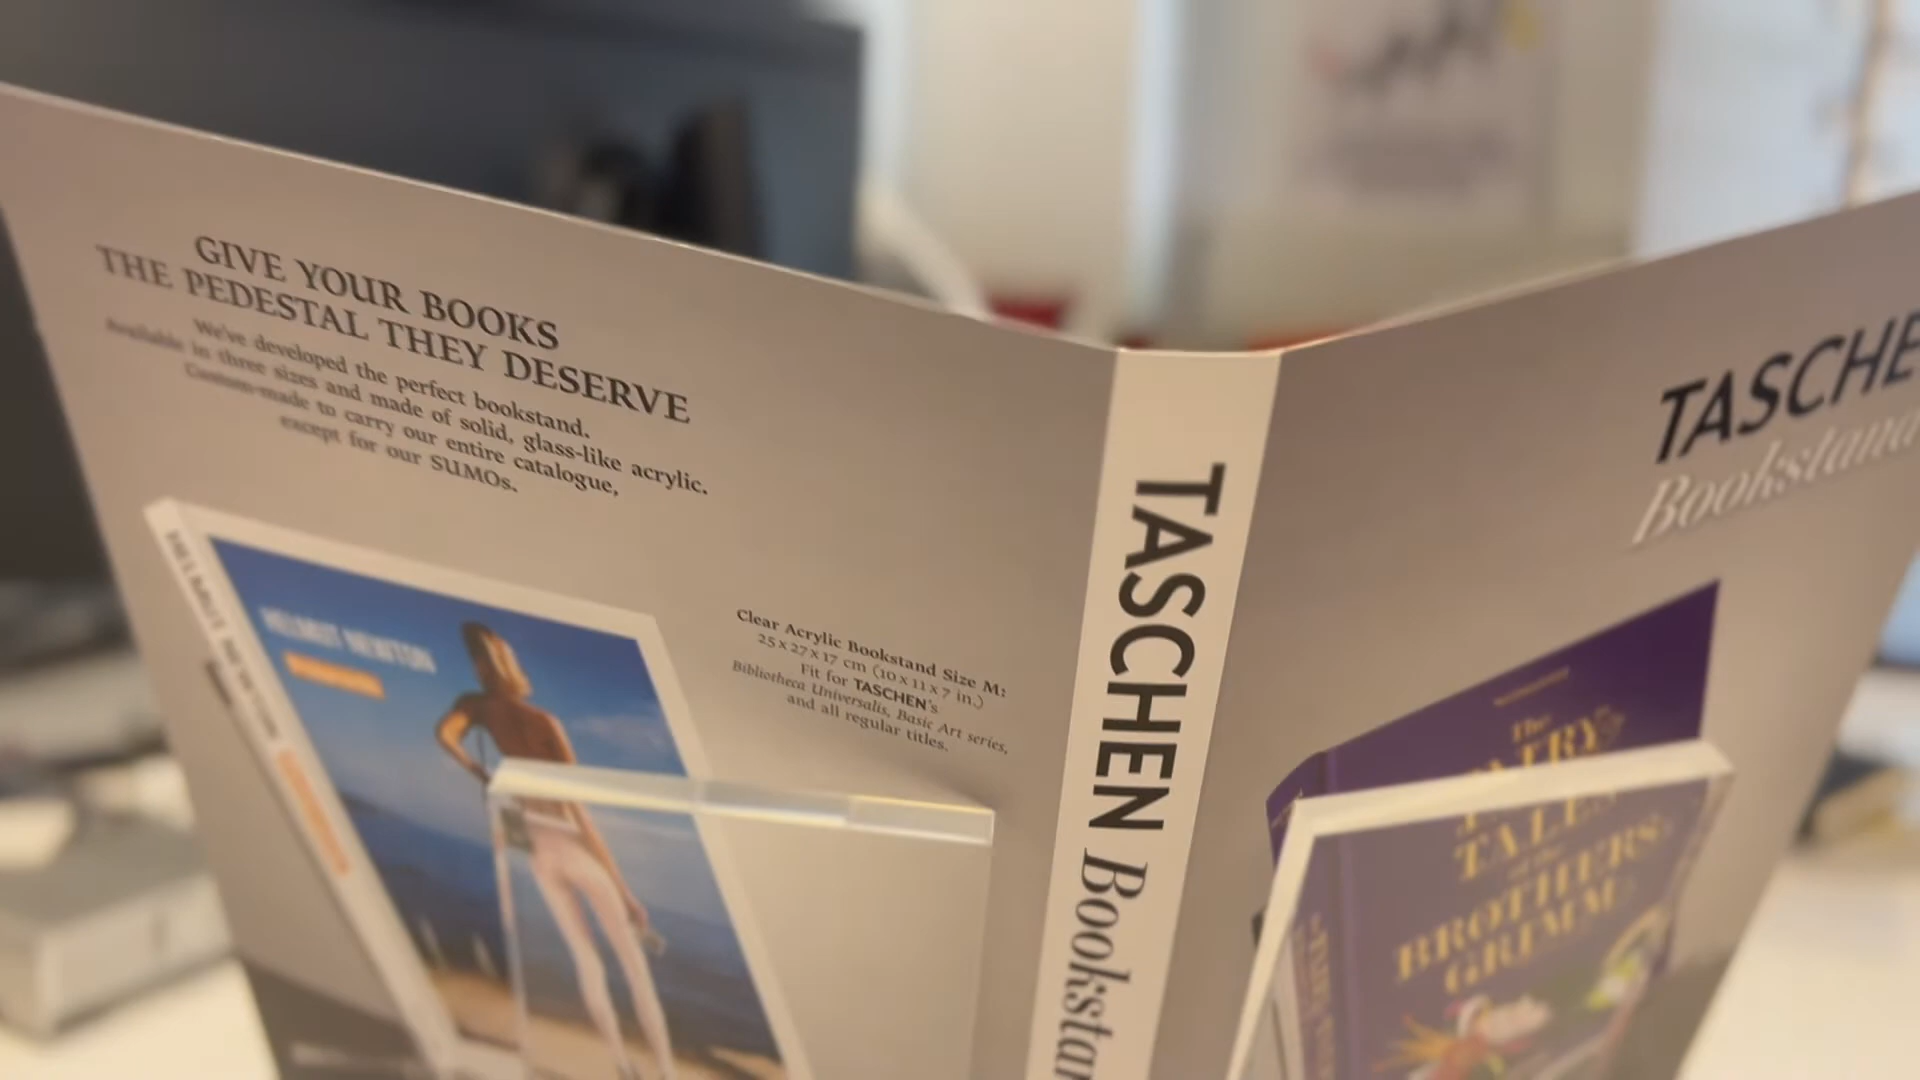 GIVE YOUR BOOKS
THE PEDESTAL THEY DESERVE
We've developed the perfect bookstand.
Available in three sizes and made of solid, glass-like acrylic.
Custom-made to carry our entire catalogue,
except for our SUMOs.
HELMUT NEWTON
HELMUT NEWTON
Clear Acrylic Bookstand Size M:
25 x 27 x 17 cm (10 x 11 x 7 in.)
Fit for TASCHEN's
Bibliotheca Universalis, Basic Art series,
and all regular titles.
TASCHEN Bookstan
TASCHE
Bookstand
The
TALES
of the
BROTHERS
GRIMM